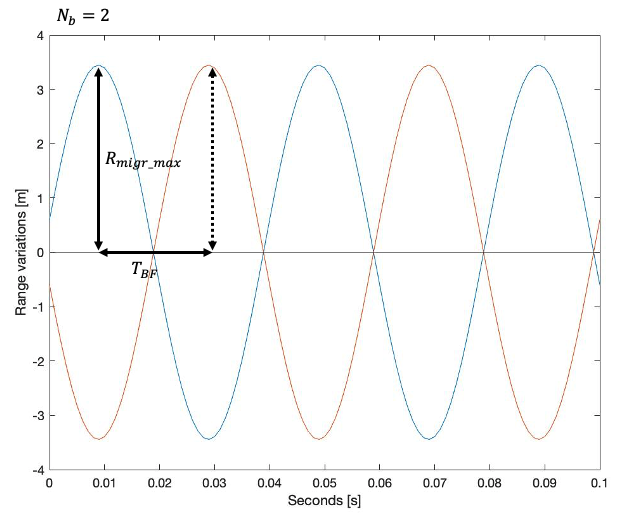 N_b = 2
4
3
2
1
0
-1
-2
-3
-4
Range variations [m]
R_migr_max
T_BF
0 0.01 0.02 0.03 0.04 0.05 0.06 0.07 0.08 0.09 0.1
Seconds [s]